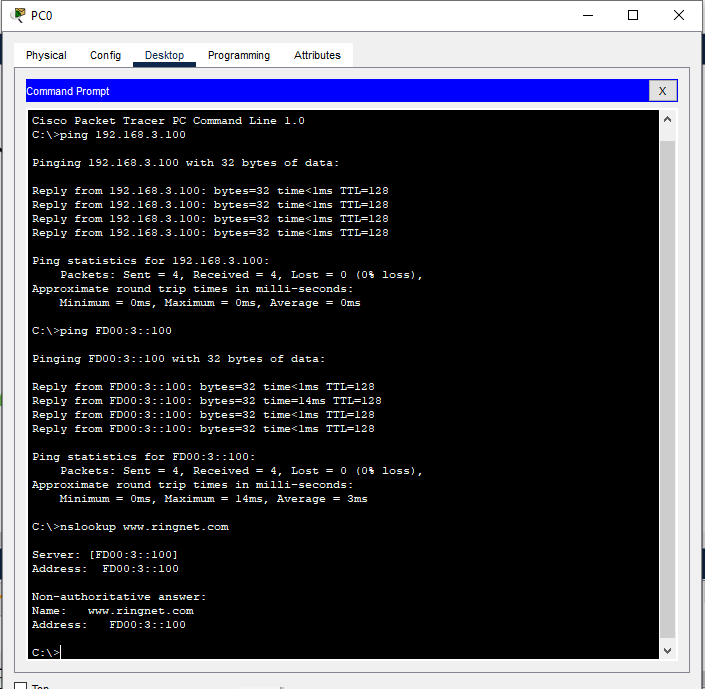 PC0
Physical Config Desktop Programming Attributes
Command Prompt X
Cisco Packet Tracer PC Command Line 1.0
C:\>ping 192.168.3.100
Pinging 192.168.3.100 with 32 bytes of data:
Reply from 192.168.3.100: bytes=32 time<1ms TTL=128
Reply from 192.168.3.100: bytes=32 time<1ms TTL=128
Reply from 192.168.3.100: bytes=32 time<1ms TTL=128
Reply from 192.168.3.100: bytes=32 time<1ms TTL=128
Ping statistics for 192.168.3.100:
Packets: Sent = 4, Received = 4, Lost = 0 (0% loss),
Approximate round trip times in milli-seconds:
Minimum = 0ms, Maximum = 0ms, Average = 0ms
C:\>ping FD00:3::100
Pinging FD00:3::100 with 32 bytes of data:
Reply from FD00:3::100: bytes=32 time<1ms TTL=128
Reply from FD00:3::100: bytes=32 time=14ms TTL=128
Reply from FD00:3::100: bytes=32 time<1ms TTL=128
Reply from FD00:3::100: bytes=32 time<1ms TTL=128
Ping statistics for FD00:3::100:
Packets: Sent = 4, Received = 4, Lost = 0 (0% loss),
Approximate round trip times in milli-seconds:
Minimum = 0ms, Maximum = 14ms, Average = 3ms
C:\>nslookup www.ringnet.com
Server: [FD00:3::100]
Address: FD00:3::100
Non-authoritative answer:
Name: www.ringnet.com
Address: FD00:3::100
C:\>
Top